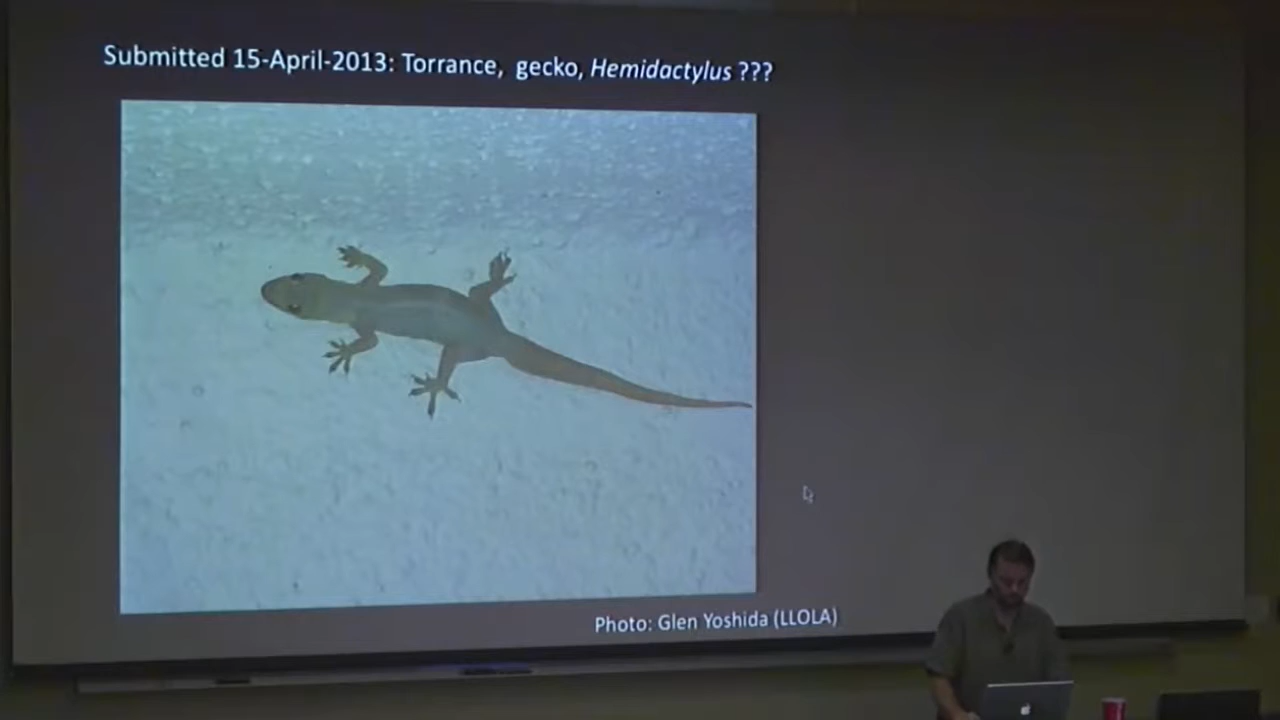 Submitted 15-April-2013: Torrance, gecko, Hemidactylus ???
Photo: Glen Yoshida (LLOLA)